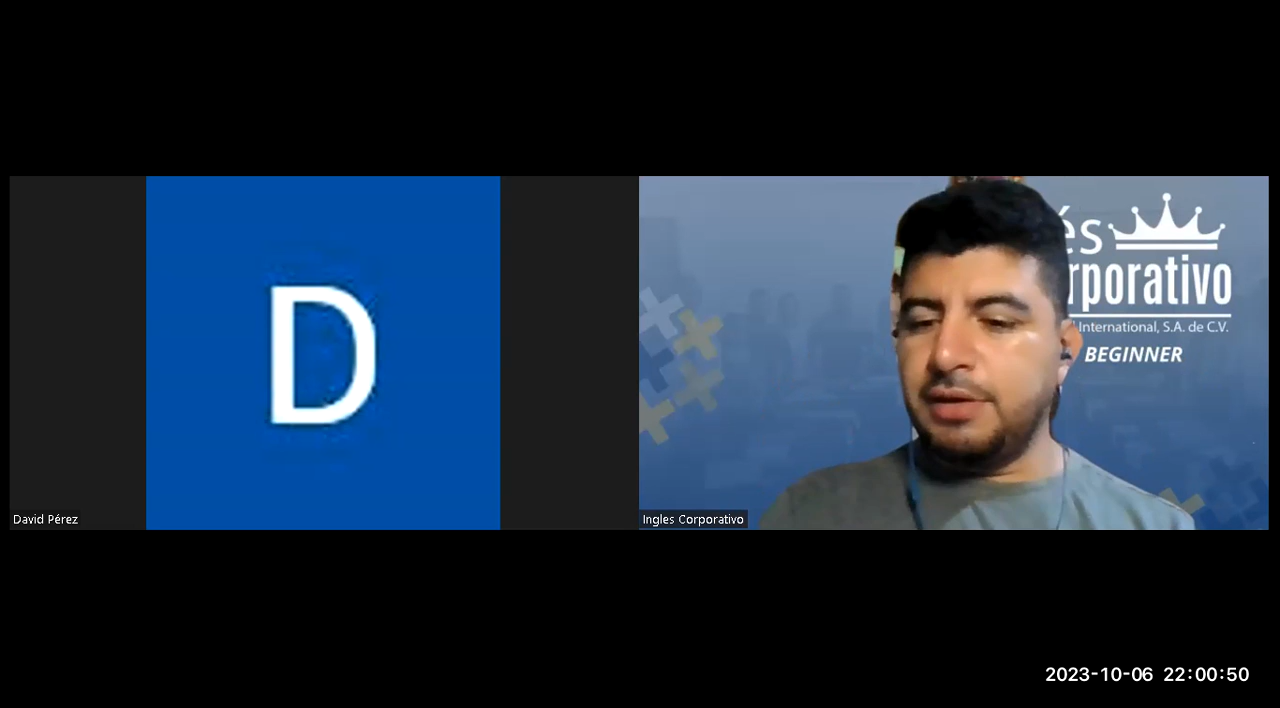 D
David Pérez
és
rporativo
International, S.A. de C.V.
BEGINNER
Ingles Corporativo
2023-10-06 22:00:50